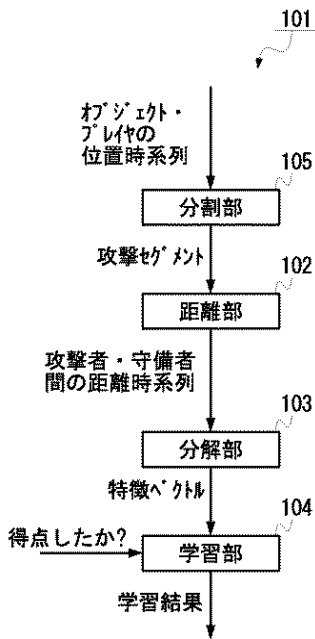 101
オブジェクト・
プレイヤの
位置時系列
105
分割部
攻撃セグメント
102
距離部
攻撃者・守備者
間の距離時系列
103
分解部
特徴ベクトル
104
得点したか?
学習部
学習結果